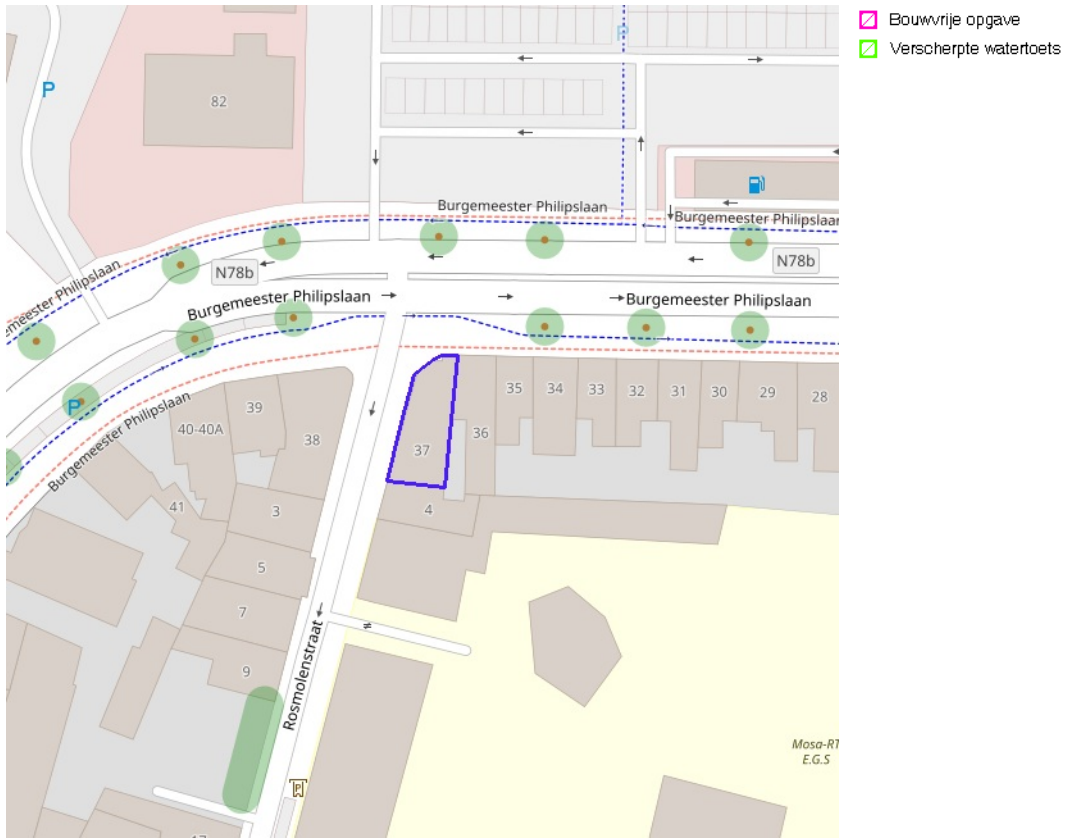 Bouwvrije opgave
Verscherpte watertoets
P
P
82
Burgemeester Philipslaan
Burgemeester Philipslaan
N78b
N78b
emeester Philipslaan
Burgemeester Philipslaan
Burgemeester Philipslaan
P
Burgemeester Philipslaan
35
34
33
32
31
30
29
28
39
40-40A
38
37
36
41
3
4
5
7
9
Rosmolenstraat
Mosa-RT
E.G.S
P
17